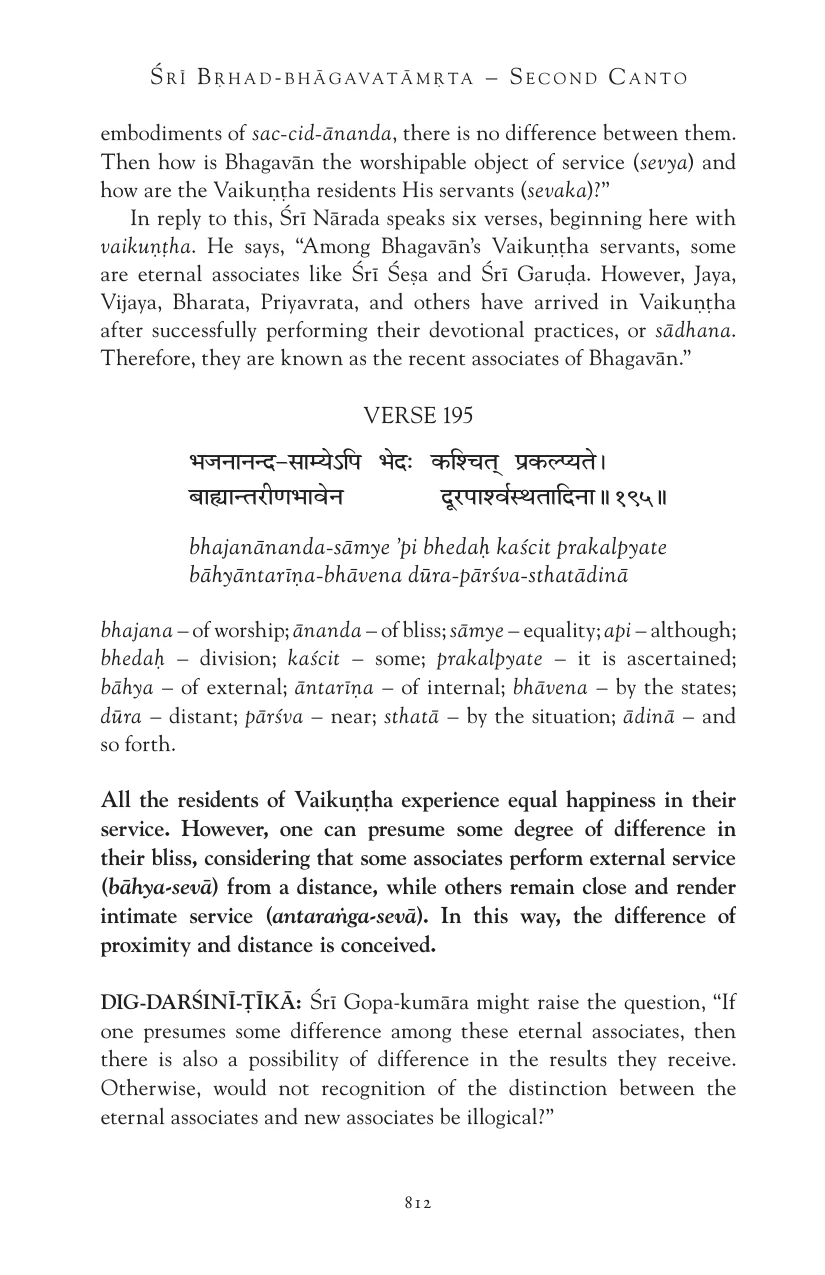 Śrī Bṛhad-bhāgavatāmṛta – Second Canto
embodiments of sac-cid-ānanda, there is no difference between them.
Then how is Bhagavān the worshipable object of service (sevya) and
how are the Vaikuṇṭha residents His servants (sevaka)?”
In reply to this, Śrī Nārada speaks six verses, beginning here with
vaikuṇṭha. He says, “Among Bhagavān’s Vaikuṇṭha servants, some
are eternal associates like Śrī Śeṣa and Śrī Garuḍa. However, Jaya,
Vijaya, Bharata, Priyavrata, and others have arrived in Vaikuṇṭha
after successfully performing their devotional practices, or sādhana.
Therefore, they are known as the recent associates of Bhagavān.”
VERSE 195
भजनानन्द-साम्येऽपि भेदः कश्चित् प्रकल्प्यते।
बाह्यान्तरीणभावेन दूरपार्श्वस्थतादिना॥१९५॥
bhajanānanda-sāmye ’pi bhedaḥ kaścit prakalpyate
bāhyāntarīṇa-bhāvena dūra-pārśva-sthatādinā
bhajana – of worship; ānanda – of bliss; sāmye – equality; api – although;
bhedaḥ – division; kaścit – some; prakalpyate – it is ascertained;
bāhya – of external; āntarīṇa – of internal; bhāvena – by the states;
dūra – distant; pārśva – near; sthatā – by the situation; ādinā – and
so forth.
All the residents of Vaikuṇṭha experience equal happiness in their
service. However, one can presume some degree of difference in
their bliss, considering that some associates perform external service
(bāhya-sevā) from a distance, while others remain close and render
intimate service (antaraṅga-sevā). In this way, the difference of
proximity and distance is conceived.
DIG-DARŚINĪ-ṬĪKĀ: Śrī Gopa-kumāra might raise the question, “If
one presumes some difference among these eternal associates, then
there is also a possibility of difference in the results they receive.
Otherwise, would not recognition of the distinction between the
eternal associates and new associates be illogical?”
812